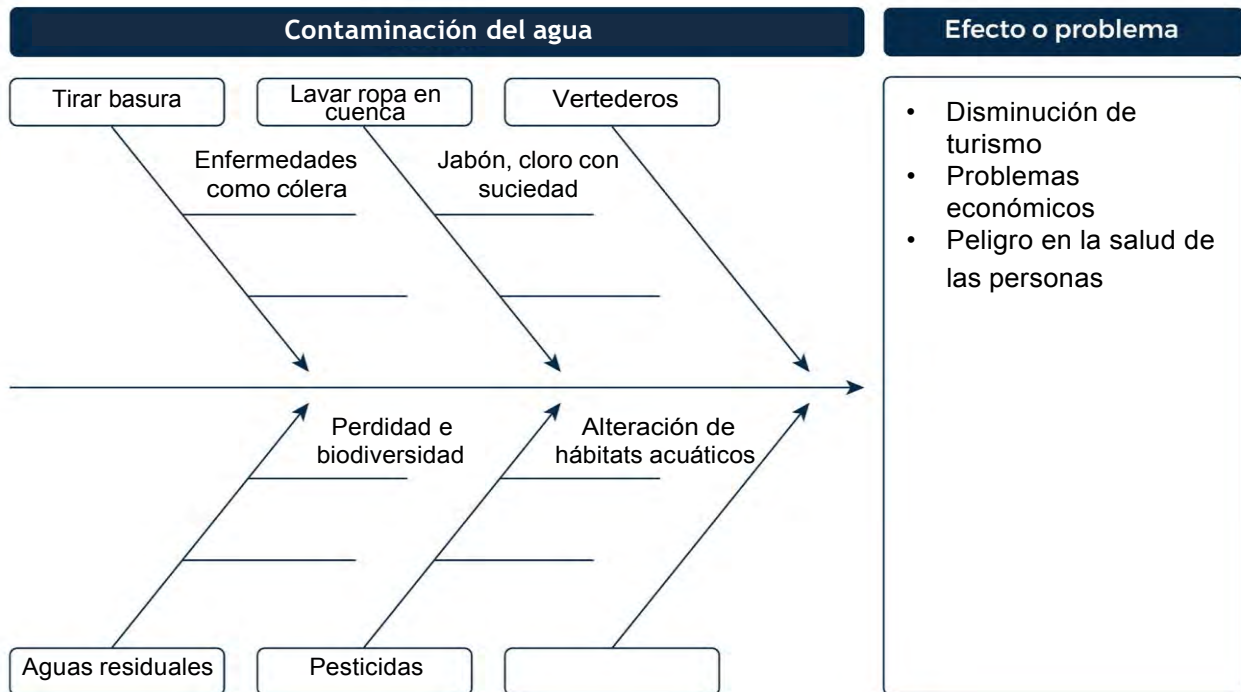 Contaminación del agua
Efecto o problema
Tirar basura
Lavar ropa en
cuenca
Vertederos
Enfermedades
como cólera
Jabón, cloro con
suciedad
• Disminución de
turismo
• Problemas
económicos
• Peligro en la salud de
las personas
Perdidad e
biodiversidad
Alteración de
hábitats acuáticos
Aguas residuales
Pesticidas